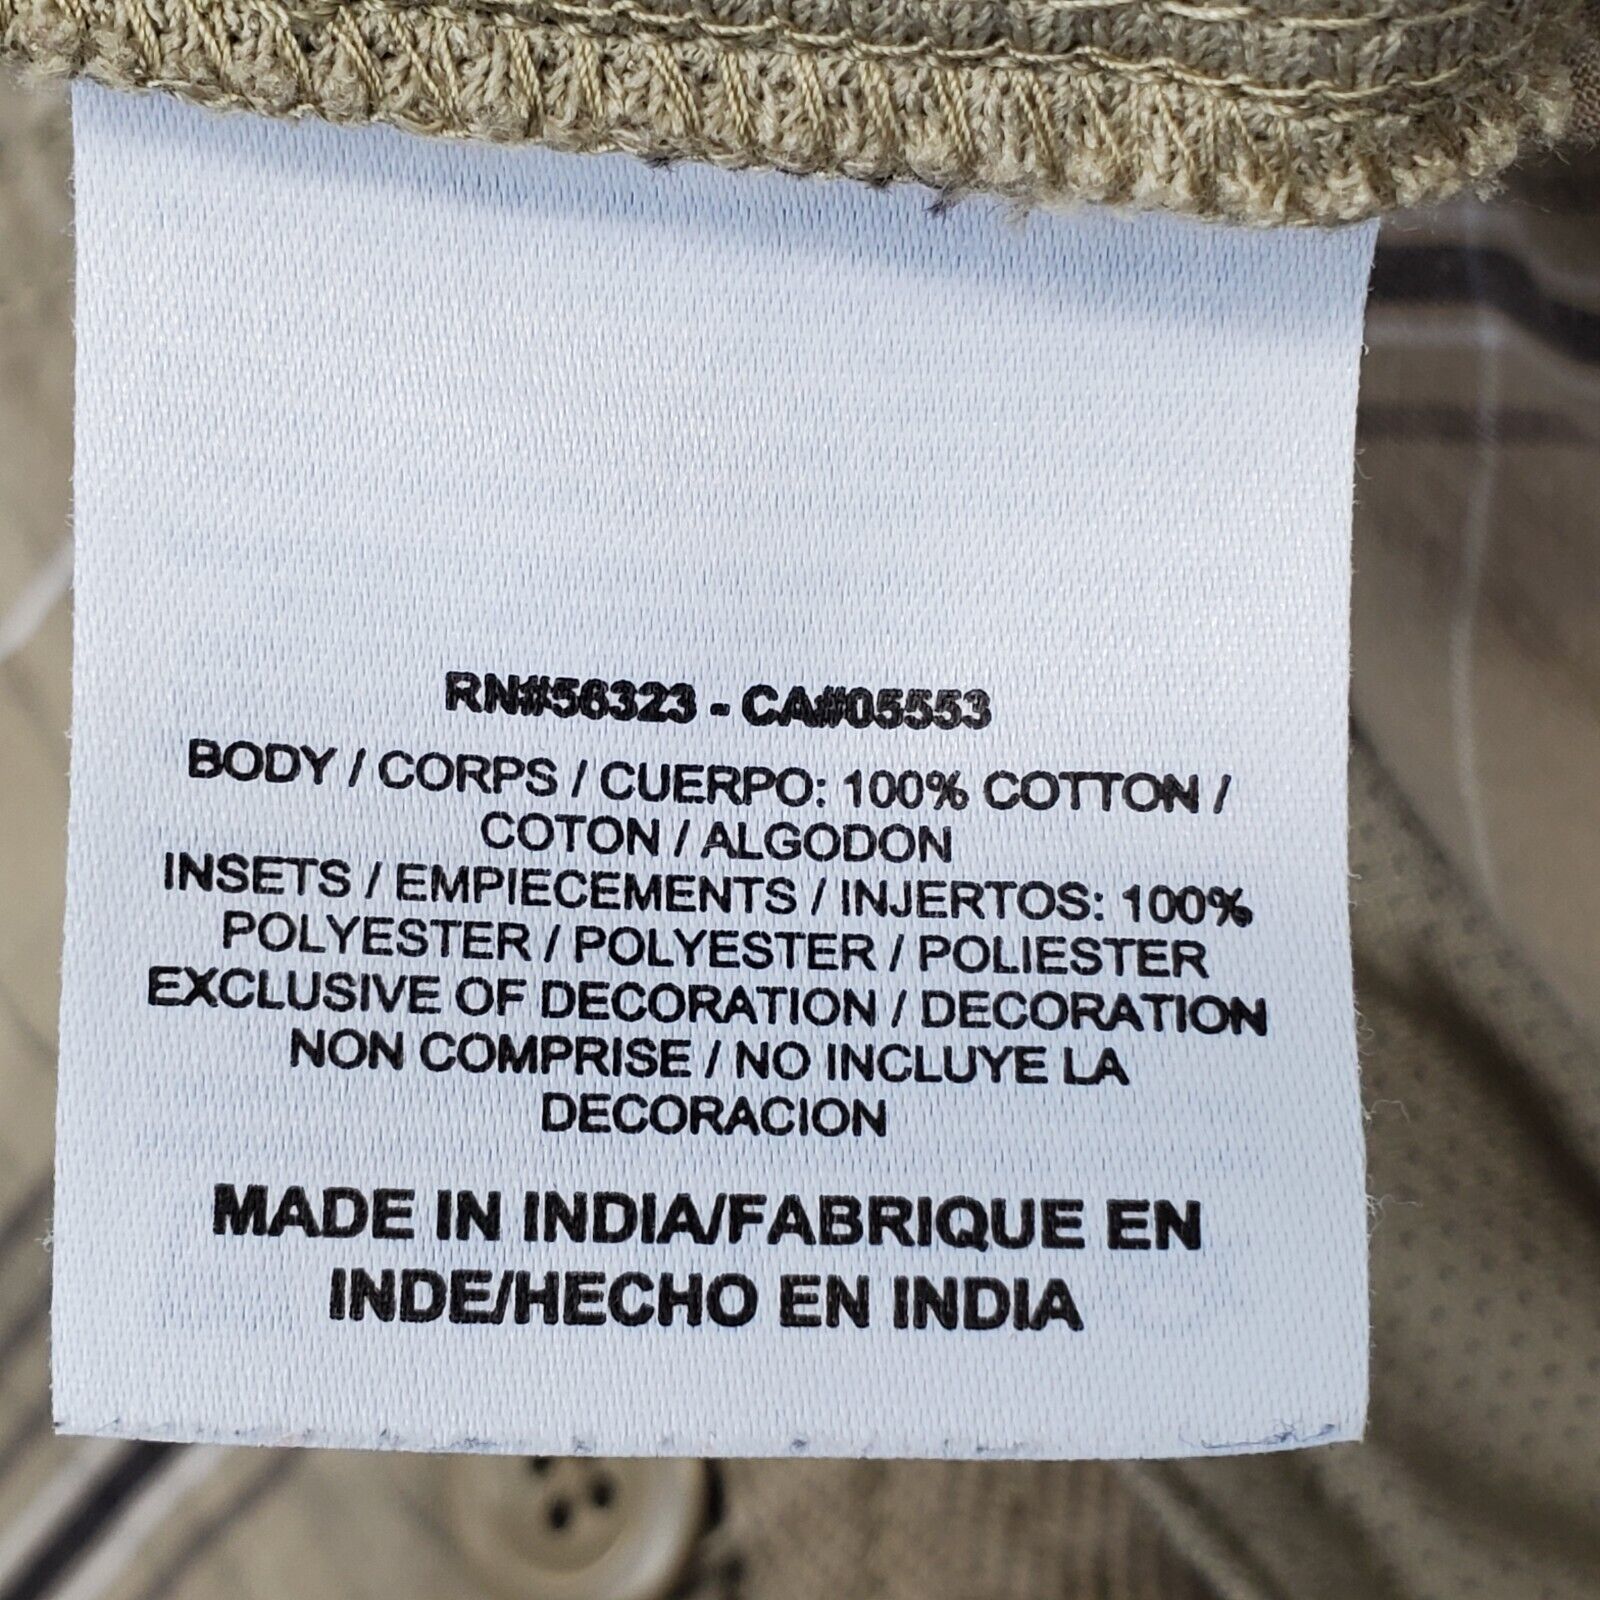 RN#56323 - CA#05553
BODY / CORPS / CUERPO: 100% COTTON /
COTON / ALGODON
INSETS / EMPIECEMENTS / INJERTOS: 100%
POLYESTER / POLYESTER / POLIESTER
EXCLUSIVE OF DECORATION / DECORATION
NON COMPRISE / NO INCLUYE LA
DECORACION
MADE IN INDIA/FABRIQUE EN
INDE/HECHO EN INDIA